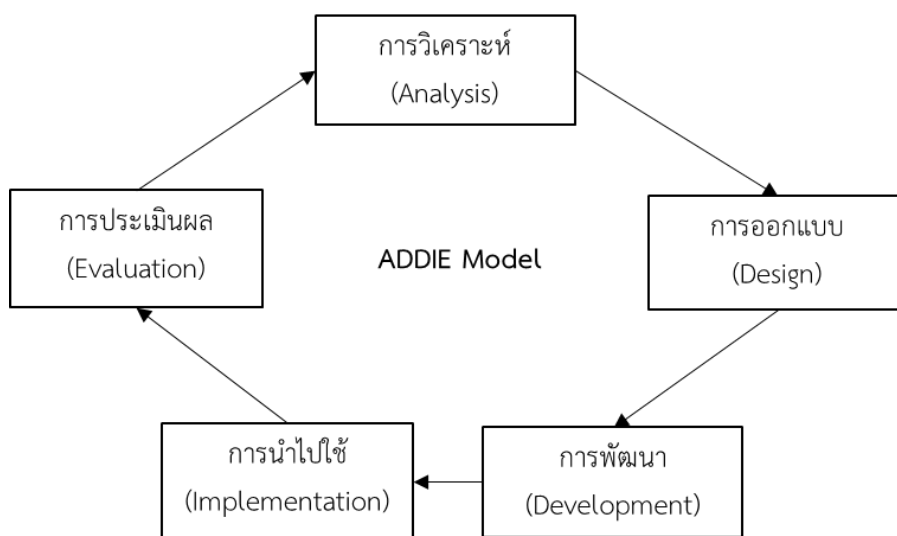 การวิเคราะห์
(Analysis)
การประเมินผล
(Evaluation)
ADDIE Model
การออกแบบ
(Design)
การนำไปใช้
(Implementation)
การพัฒนา
(Development)